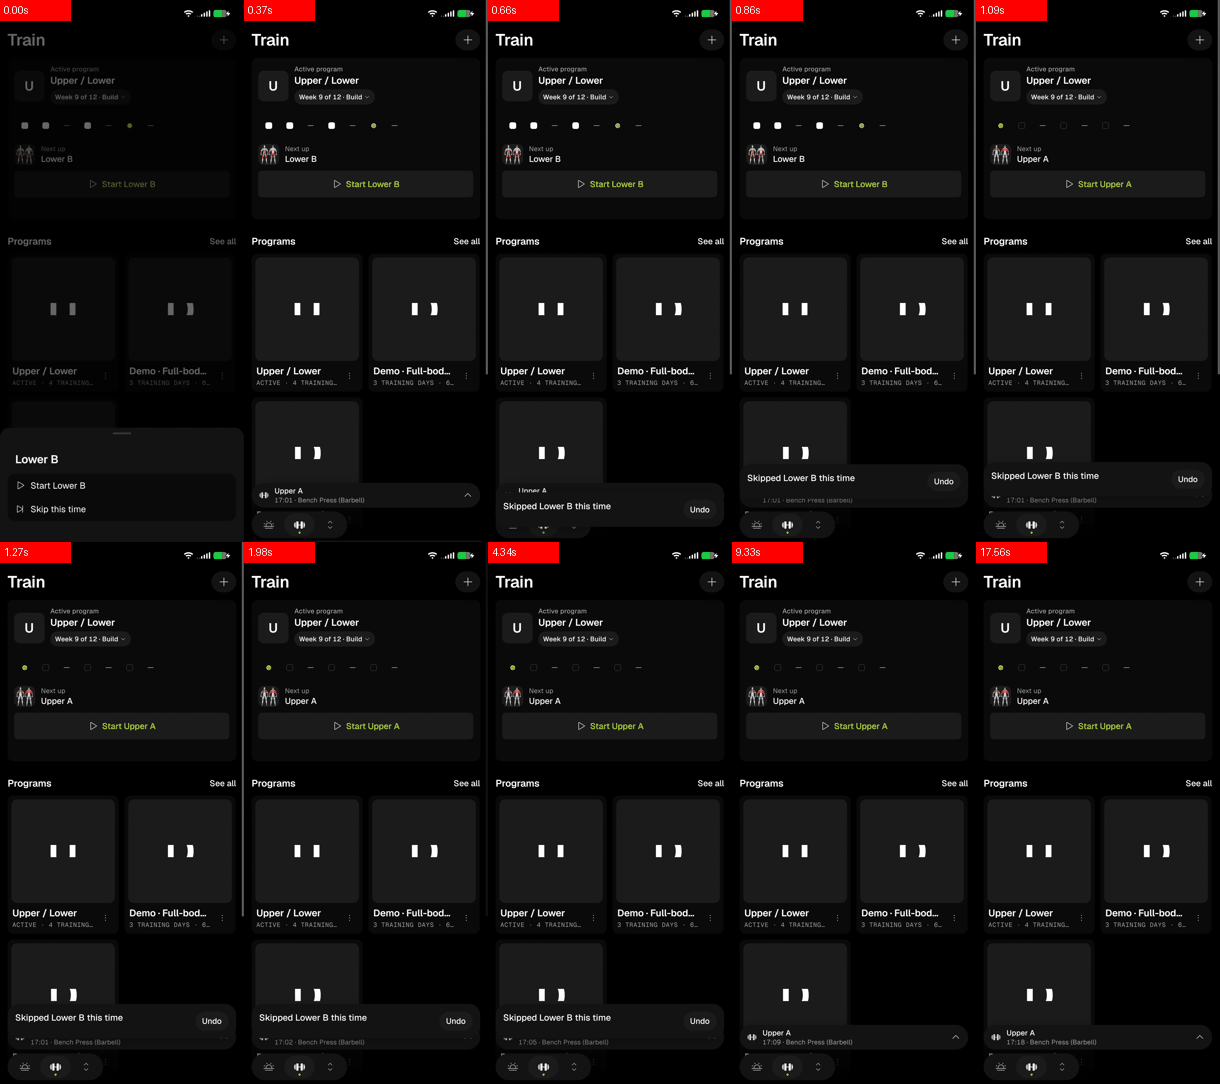 0.00s
Train
Active program
U
Upper / Lower
Week 9 of 12 · Build
Next up
Lower B
Start Lower B
Programs
See all
Upper / Lower
ACTIVE · 4 TRAINING…
Demo · Full-bod…
3 TRAINING DAYS · 6…
Lower B
Start Lower B
Skip this time
0.37s
Train
Active program
U
Upper / Lower
Week 9 of 12 · Build
Next up
Lower B
Start Lower B
Programs
See all
Upper / Lower
ACTIVE · 4 TRAINING…
Demo · Full-bod…
3 TRAINING DAYS · 6…
Upper A
17:01 · Bench Press (Barbell)
0.66s
Train
Active program
U
Upper / Lower
Week 9 of 12 · Build
Next up
Lower B
Start Lower B
Programs
See all
Upper / Lower
ACTIVE · 4 TRAINING…
Demo · Full-bod…
3 TRAINING DAYS · 6…
Upper A
Skipped Lower B this time
Undo
0.86s
Train
Active program
U
Upper / Lower
Week 9 of 12 · Build
Next up
Lower B
Start Lower B
Programs
See all
Upper / Lower
ACTIVE · 4 TRAINING…
Demo · Full-bod…
3 TRAINING DAYS · 6…
Skipped Lower B this time
Undo
17:01 · Bench Press (Barbell)
1.09s
Train
Active program
U
Upper / Lower
Week 9 of 12 · Build
Next up
Upper A
Start Upper A
Programs
See all
Upper / Lower
ACTIVE · 4 TRAINING…
Demo · Full-bod…
3 TRAINING DAYS · 6…
Skipped Lower B this time
Undo
17:01 · Bench Press (Barbell)
1.27s
Train
Active program
U
Upper / Lower
Week 9 of 12 · Build
Next up
Upper A
Start Upper A
Programs
See all
Upper / Lower
ACTIVE · 4 TRAINING…
Demo · Full-bod…
3 TRAINING DAYS · 6…
Skipped Lower B this time
Undo
17:01 · Bench Press (Barbell)
1.98s
Train
Active program
U
Upper / Lower
Week 9 of 12 · Build
Next up
Upper A
Start Upper A
Programs
See all
Upper / Lower
ACTIVE · 4 TRAINING…
Demo · Full-bod…
3 TRAINING DAYS · 6…
Skipped Lower B this time
Undo
17:02 · Bench Press (Barbell)
4.34s
Train
Active program
U
Upper / Lower
Week 9 of 12 · Build
Next up
Upper A
Start Upper A
Programs
See all
Upper / Lower
ACTIVE · 4 TRAINING…
Demo · Full-bod…
3 TRAINING DAYS · 6…
Skipped Lower B this time
Undo
17:05 · Bench Press (Barbell)
9.33s
Train
Active program
U
Upper / Lower
Week 9 of 12 · Build
Next up
Upper A
Start Upper A
Programs
See all
Upper / Lower
ACTIVE · 4 TRAINING…
Demo · Full-bod…
3 TRAINING DAYS · 6…
Upper A
17:09 · Bench Press (Barbell)
17.56s
Train
Active program
U
Upper / Lower
Week 9 of 12 · Build
Next up
Upper A
Start Upper A
Programs
See all
Upper / Lower
ACTIVE · 4 TRAINING…
Demo · Full-bod…
3 TRAINING DAYS · 6…
Upper A
17:18 · Bench Press (Barbell)